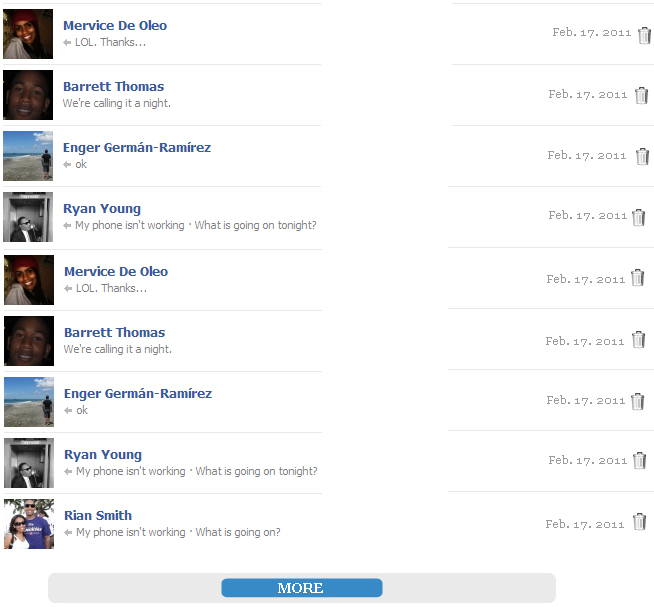 Mervice De Oleo Feb. 17. 2011
LOL. Thanks...
Barrett Thomas Feb. 17. 2011
We're calling it a night.
Enger Germán-Ramírez Feb. 17. 2011
ok
Ryan Young Feb. 17. 2011
My phone isn't working · What is going on tonight?
Mervice De Oleo Feb. 17. 2011
LOL. Thanks...
Barrett Thomas Feb. 17. 2011
We're calling it a night.
Enger Germán-Ramírez Feb. 17. 2011
ok
Ryan Young Feb. 17. 2011
My phone isn't working · What is going on tonight?
Rian Smith Feb. 17. 2011
My phone isn't working · What is going on?
MORE